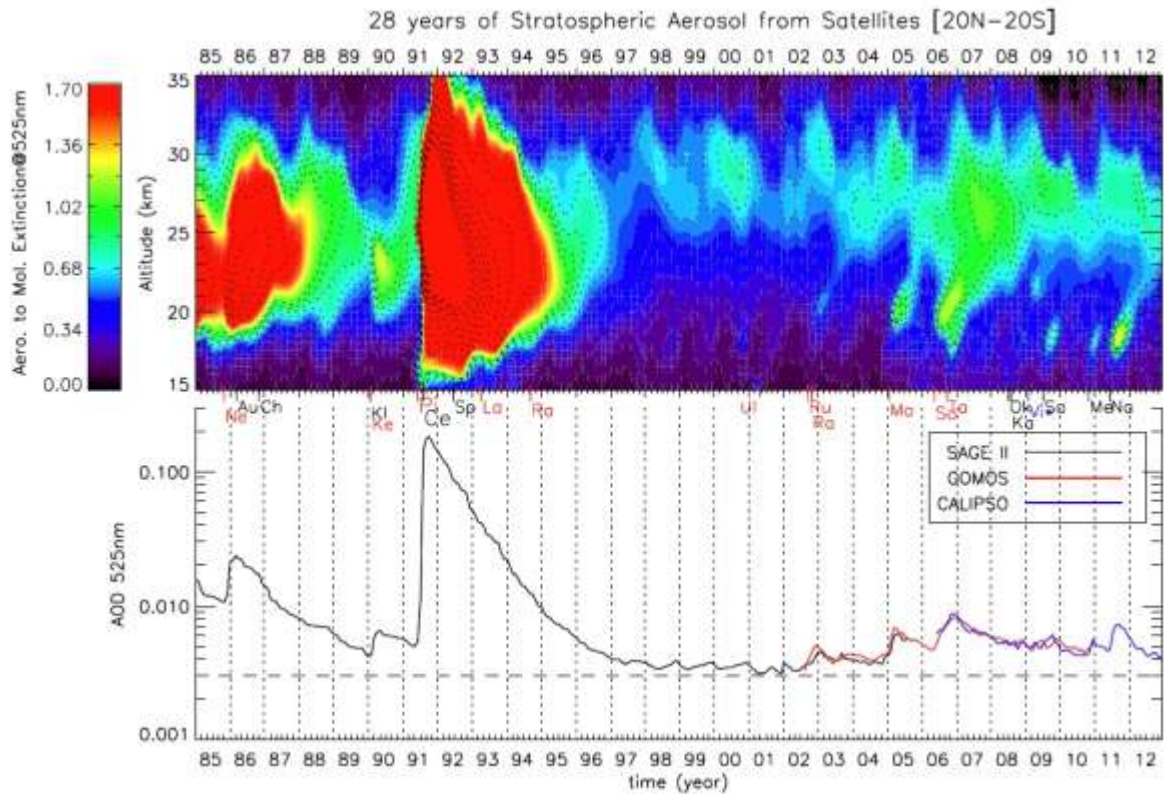 28 years of Stratospheric Aerosol from Satellites [20N-20S]
85 86 87 88 89 90 91 92 93 94 95 96 97 98 99 00 01 02 03 04 05 06 07 08 09 10 11 12
Aero. to Mol. Extinction@525nm
1.70
1.36
1.02
0.68
0.34
0.00
Altitude (km)
35
30
25
20
15
Ne Au Ch Kl Ke Pi Ce Sp La Ra Ul Ru Ra Ma So Ta Ok Ka Vi Sa Me Na
SAGE II
GOMOS
CALIPSO
AOD 525nm
0.100
0.010
0.001
85 86 87 88 89 90 91 92 93 94 95 96 97 98 99 00 01 02 03 04 05 06 07 08 09 10 11 12
time (year)